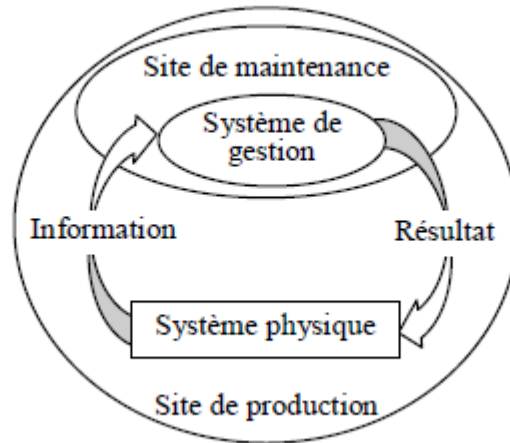 Site de maintenance
Système de
gestion
Information
Résultat
Système physique
Site de production